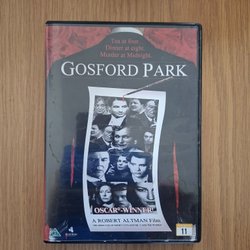 Tea at four.
Dinner at eight.
Murder at Midnight.
GOSFORD PARK
OSCAR® WINNER
A ROBERT ALTMAN Film
11